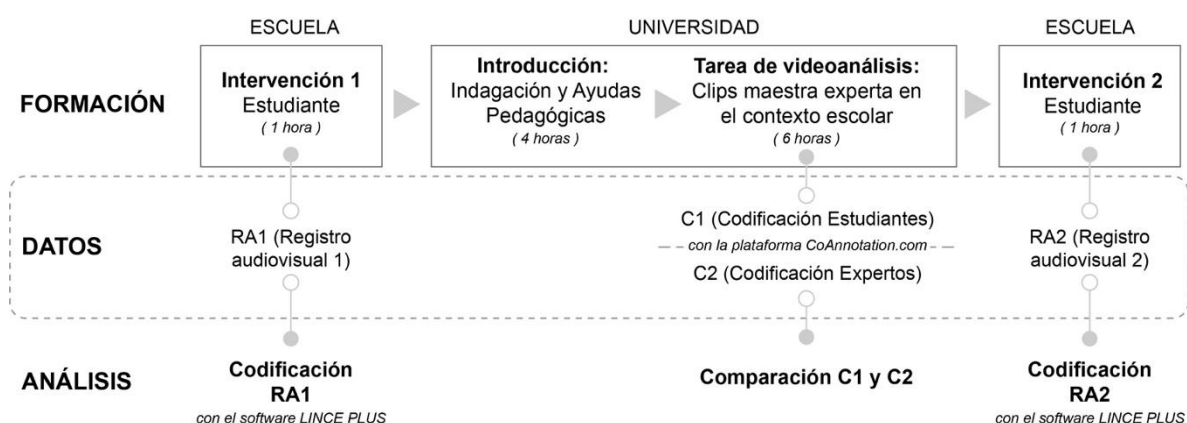 ESCUELA
UNIVERSIDAD
ESCUELA
FORMACIÓN
Intervención 1
Estudiante
( 1 hora )
Introducción:
Indagación y Ayudas
Pedagógicas
( 4 horas )
Tarea de videoanálisis:
Clips maestra experta en
el contexto escolar
( 6 horas )
Intervención 2
Estudiante
( 1 hora )
DATOS
RA1 (Registro
audiovisual 1)
C1 (Codificación Estudiantes)
con la plataforma CoAnnotation.com
C2 (Codificación Expertos)
RA2 (Registro
audiovisual 2)
ANÁLISIS
Codificación
RA1
con el software LINCE PLUS
Comparación C1 y C2
Codificación
RA2
con el software LINCE PLUS